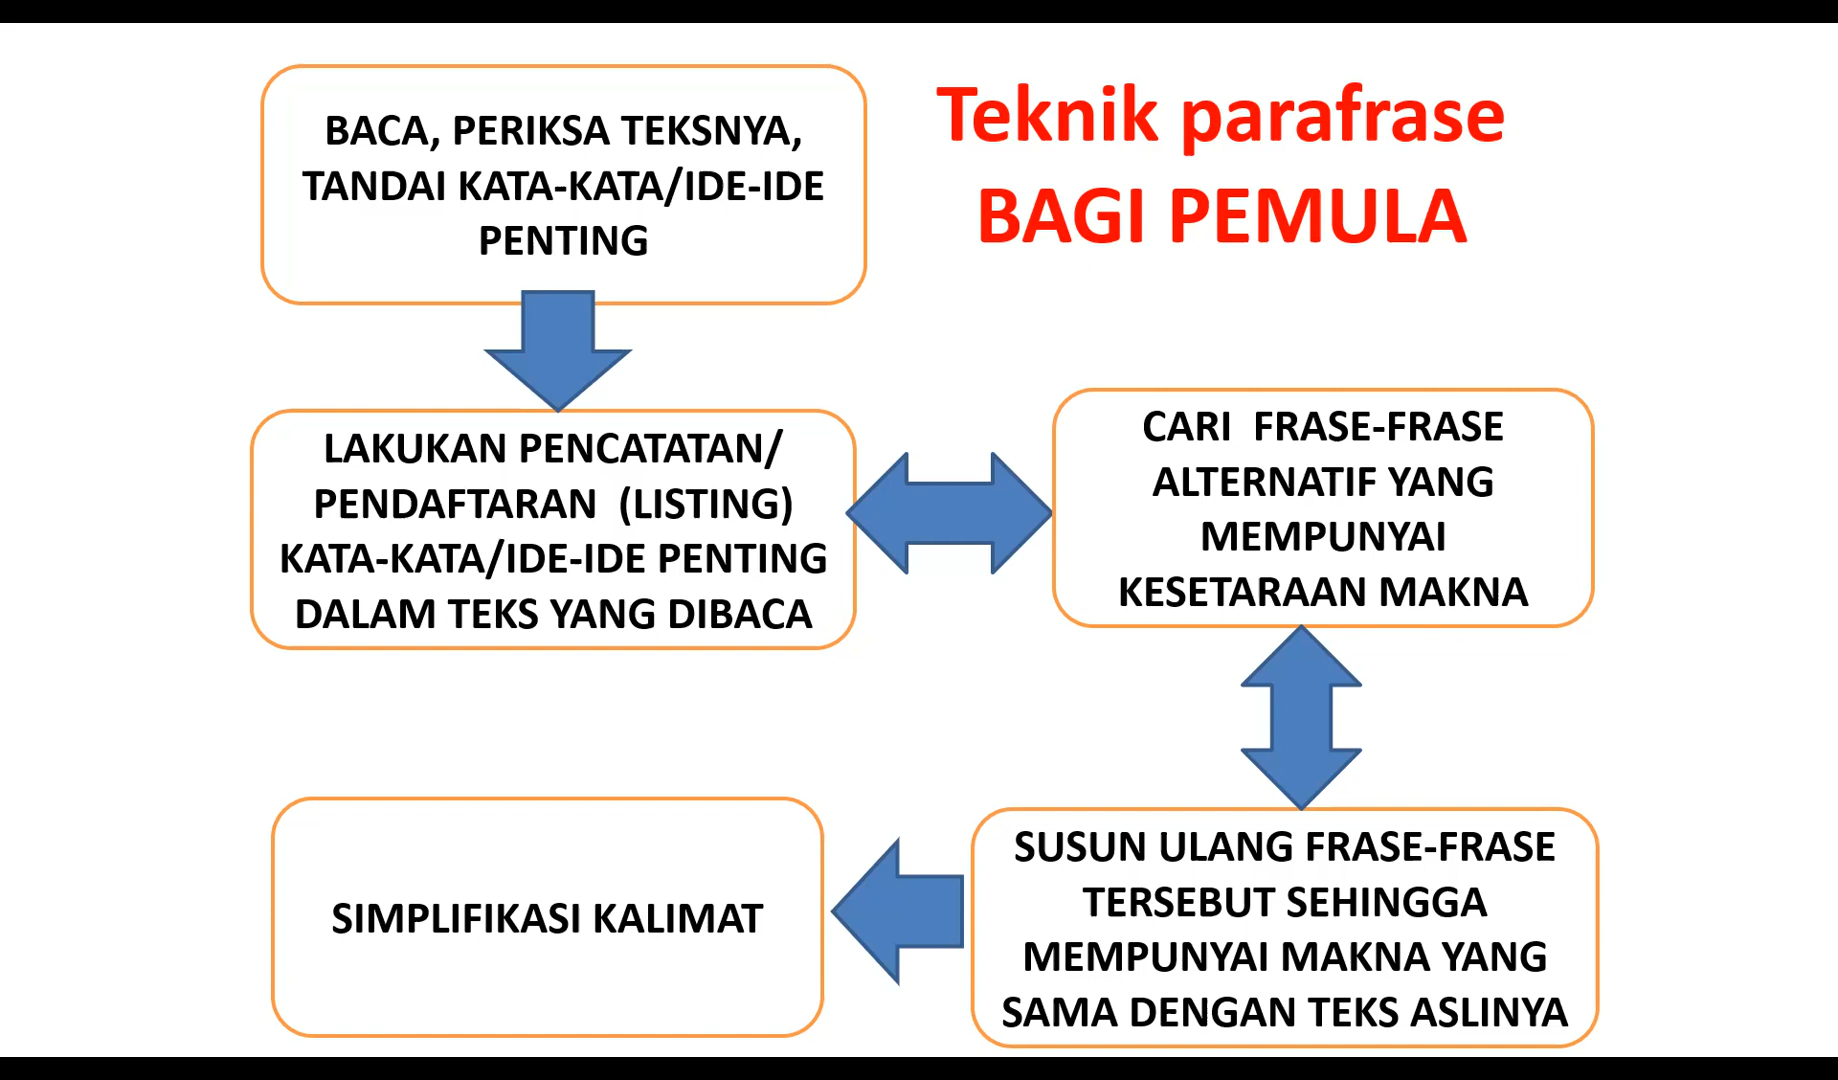 Teknik parafrase
BAGI PEMULA
BACA, PERIKSA TEKSNYA,
TANDAI KATA-KATA/IDE-IDE
PENTING
LAKUKAN PENCATATAN/
PENDAFTARAN (LISTING)
KATA-KATA/IDE-IDE PENTING
DALAM TEKS YANG DIBACA
CARI FRASE-FRASE
ALTERNATIF YANG
MEMPUNYAI
KESETARAAN MAKNA
SUSUN ULANG FRASE-FRASE
TERSEBUT SEHINGGA
MEMPUNYAI MAKNA YANG
SAMA DENGAN TEKS ASLINYA
SIMPLIFIKASI KALIMAT